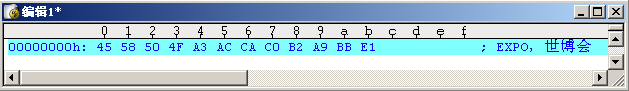 编辑1*
0 1 2 3 4 5 6 7 8 9 a b c d e f
00000000h: 45 58 50 4F A3 AC CA C0 B2 A9 BB E1 ; EXPO，世博会